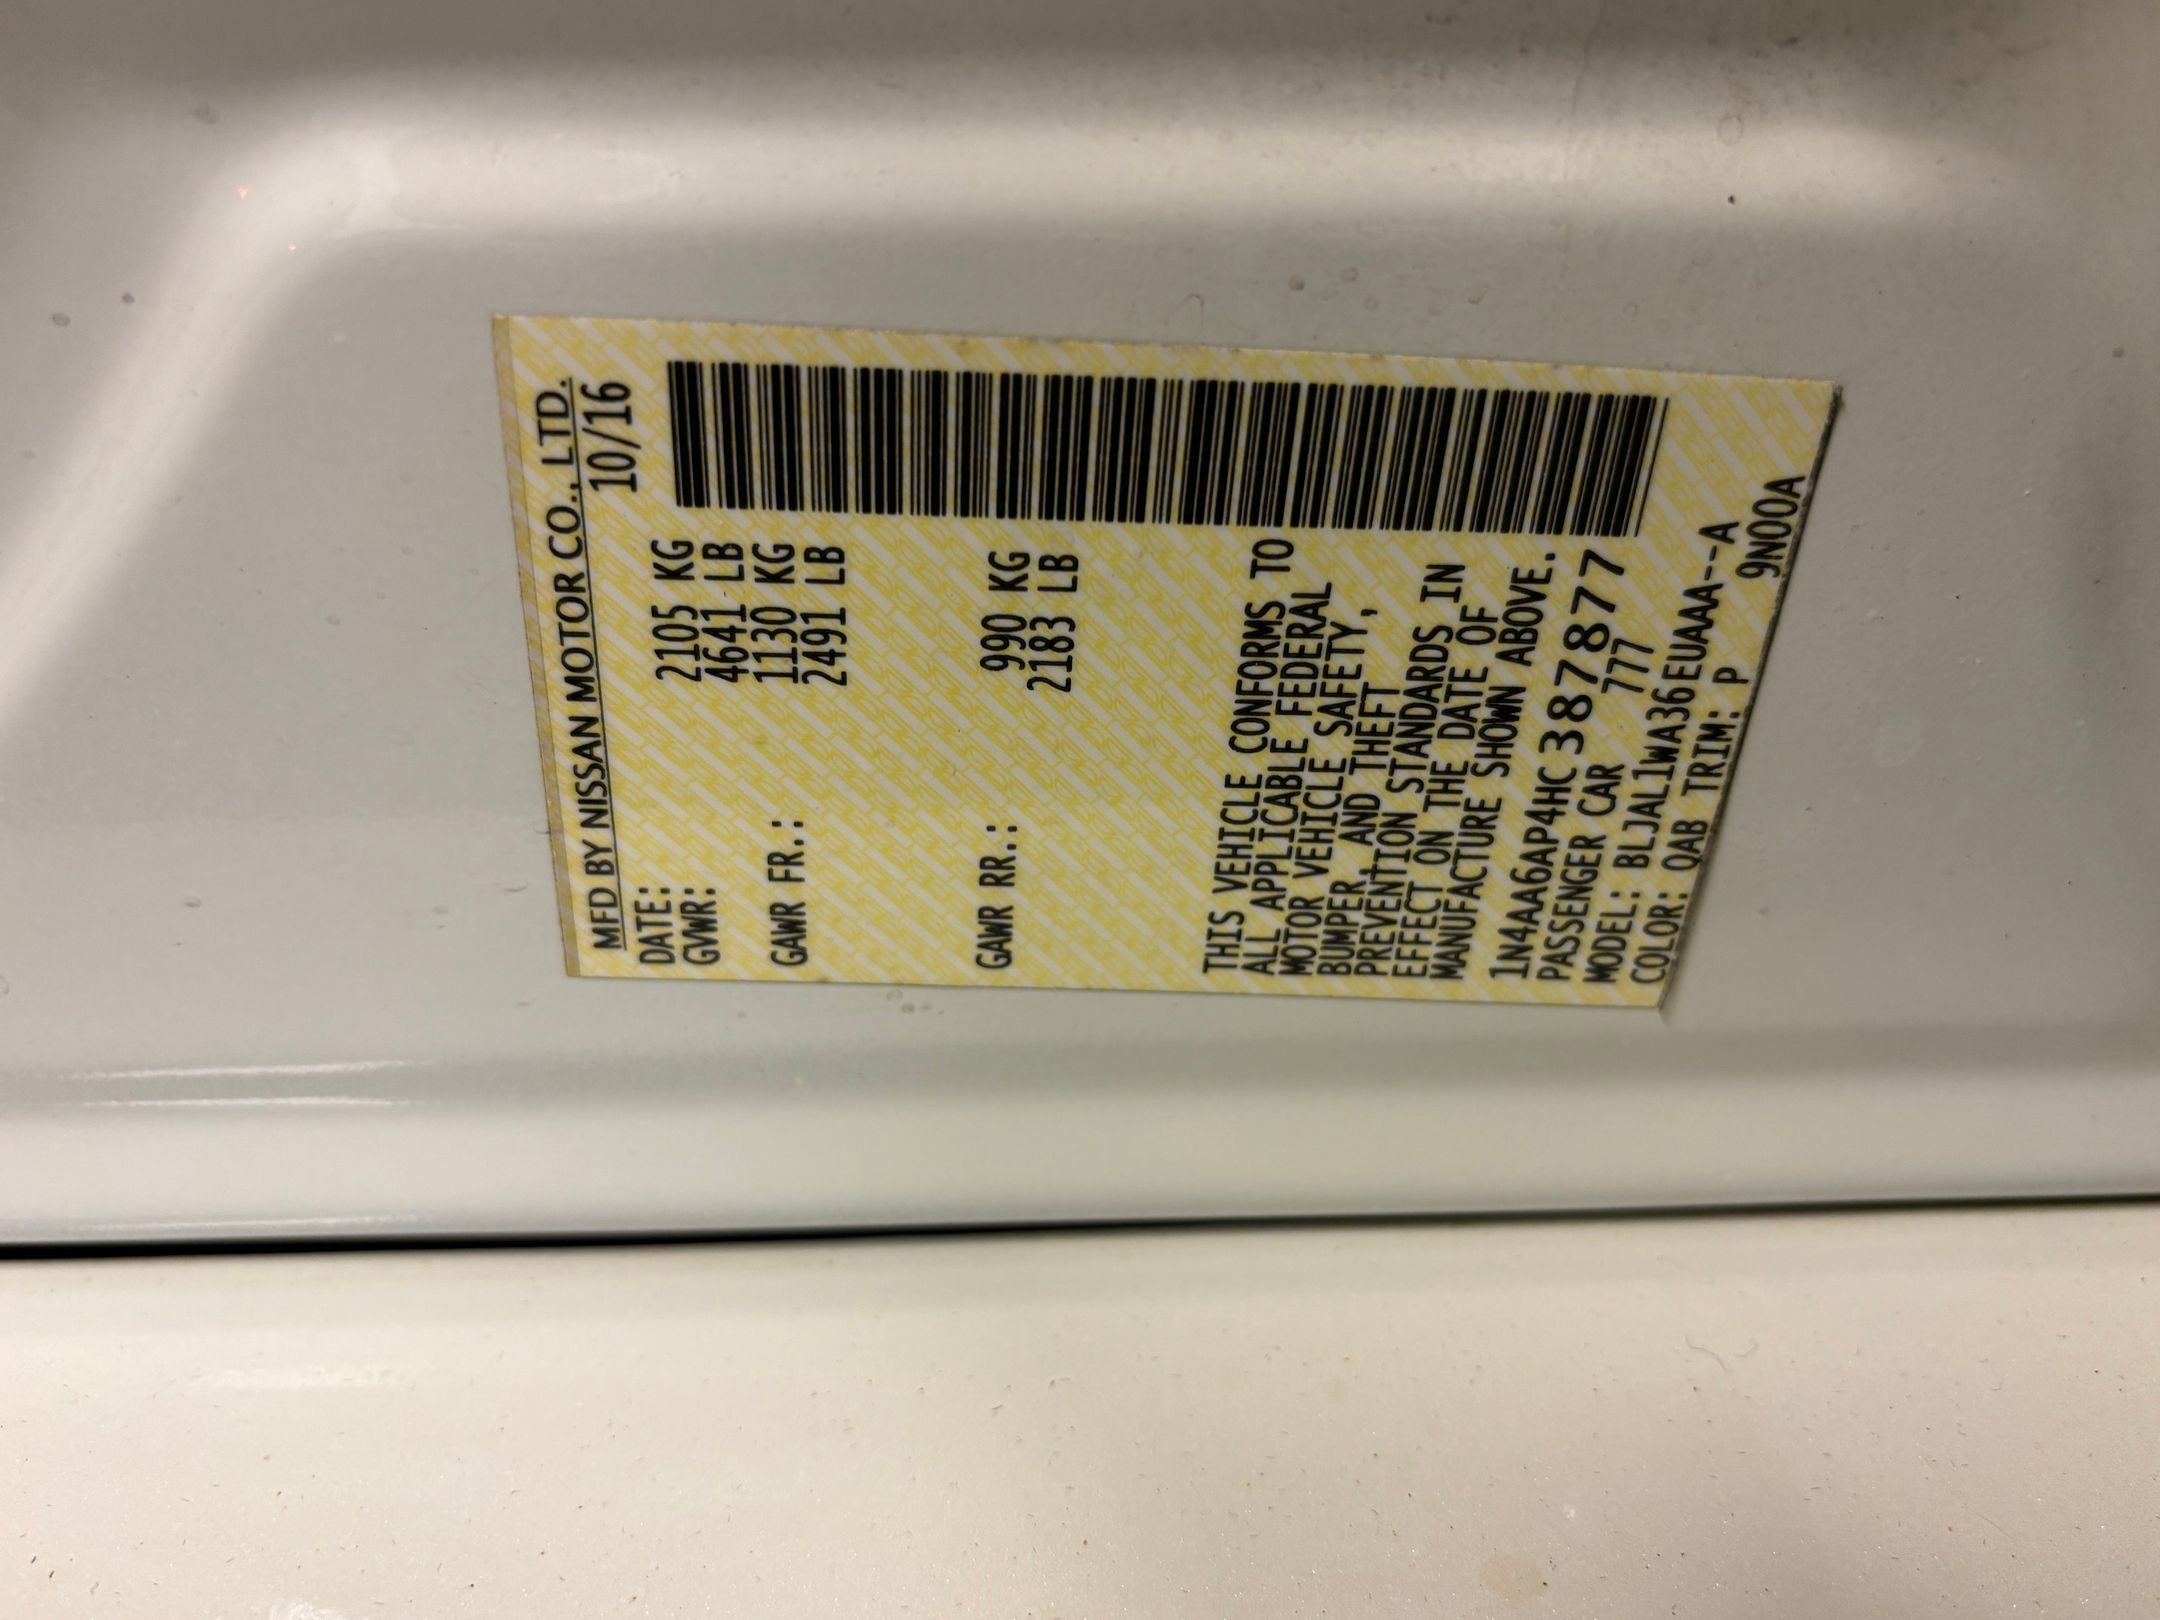 MFD BY NISSAN MOTOR CO., LTD.
DATE: 10/16
GVWR: 2105 KG
4641 LB
GAWR FR.: 1130 KG
2491 LB
GAWR RR.: 990 KG
2183 LB
THIS VEHICLE CONFORMS TO
ALL APPLICABLE FEDERAL
MOTOR VEHICLE SAFETY,
BUMPER, AND THEFT
PREVENTION STANDARDS IN
EFFECT ON THE DATE OF
MANUFACTURE SHOWN ABOVE.
1N4AA6AP4HC387877
PASSENGER CAR 777
MODEL: BLJAL1WA36EUAAA--A
COLOR: QAB TRIM: P 9N00A